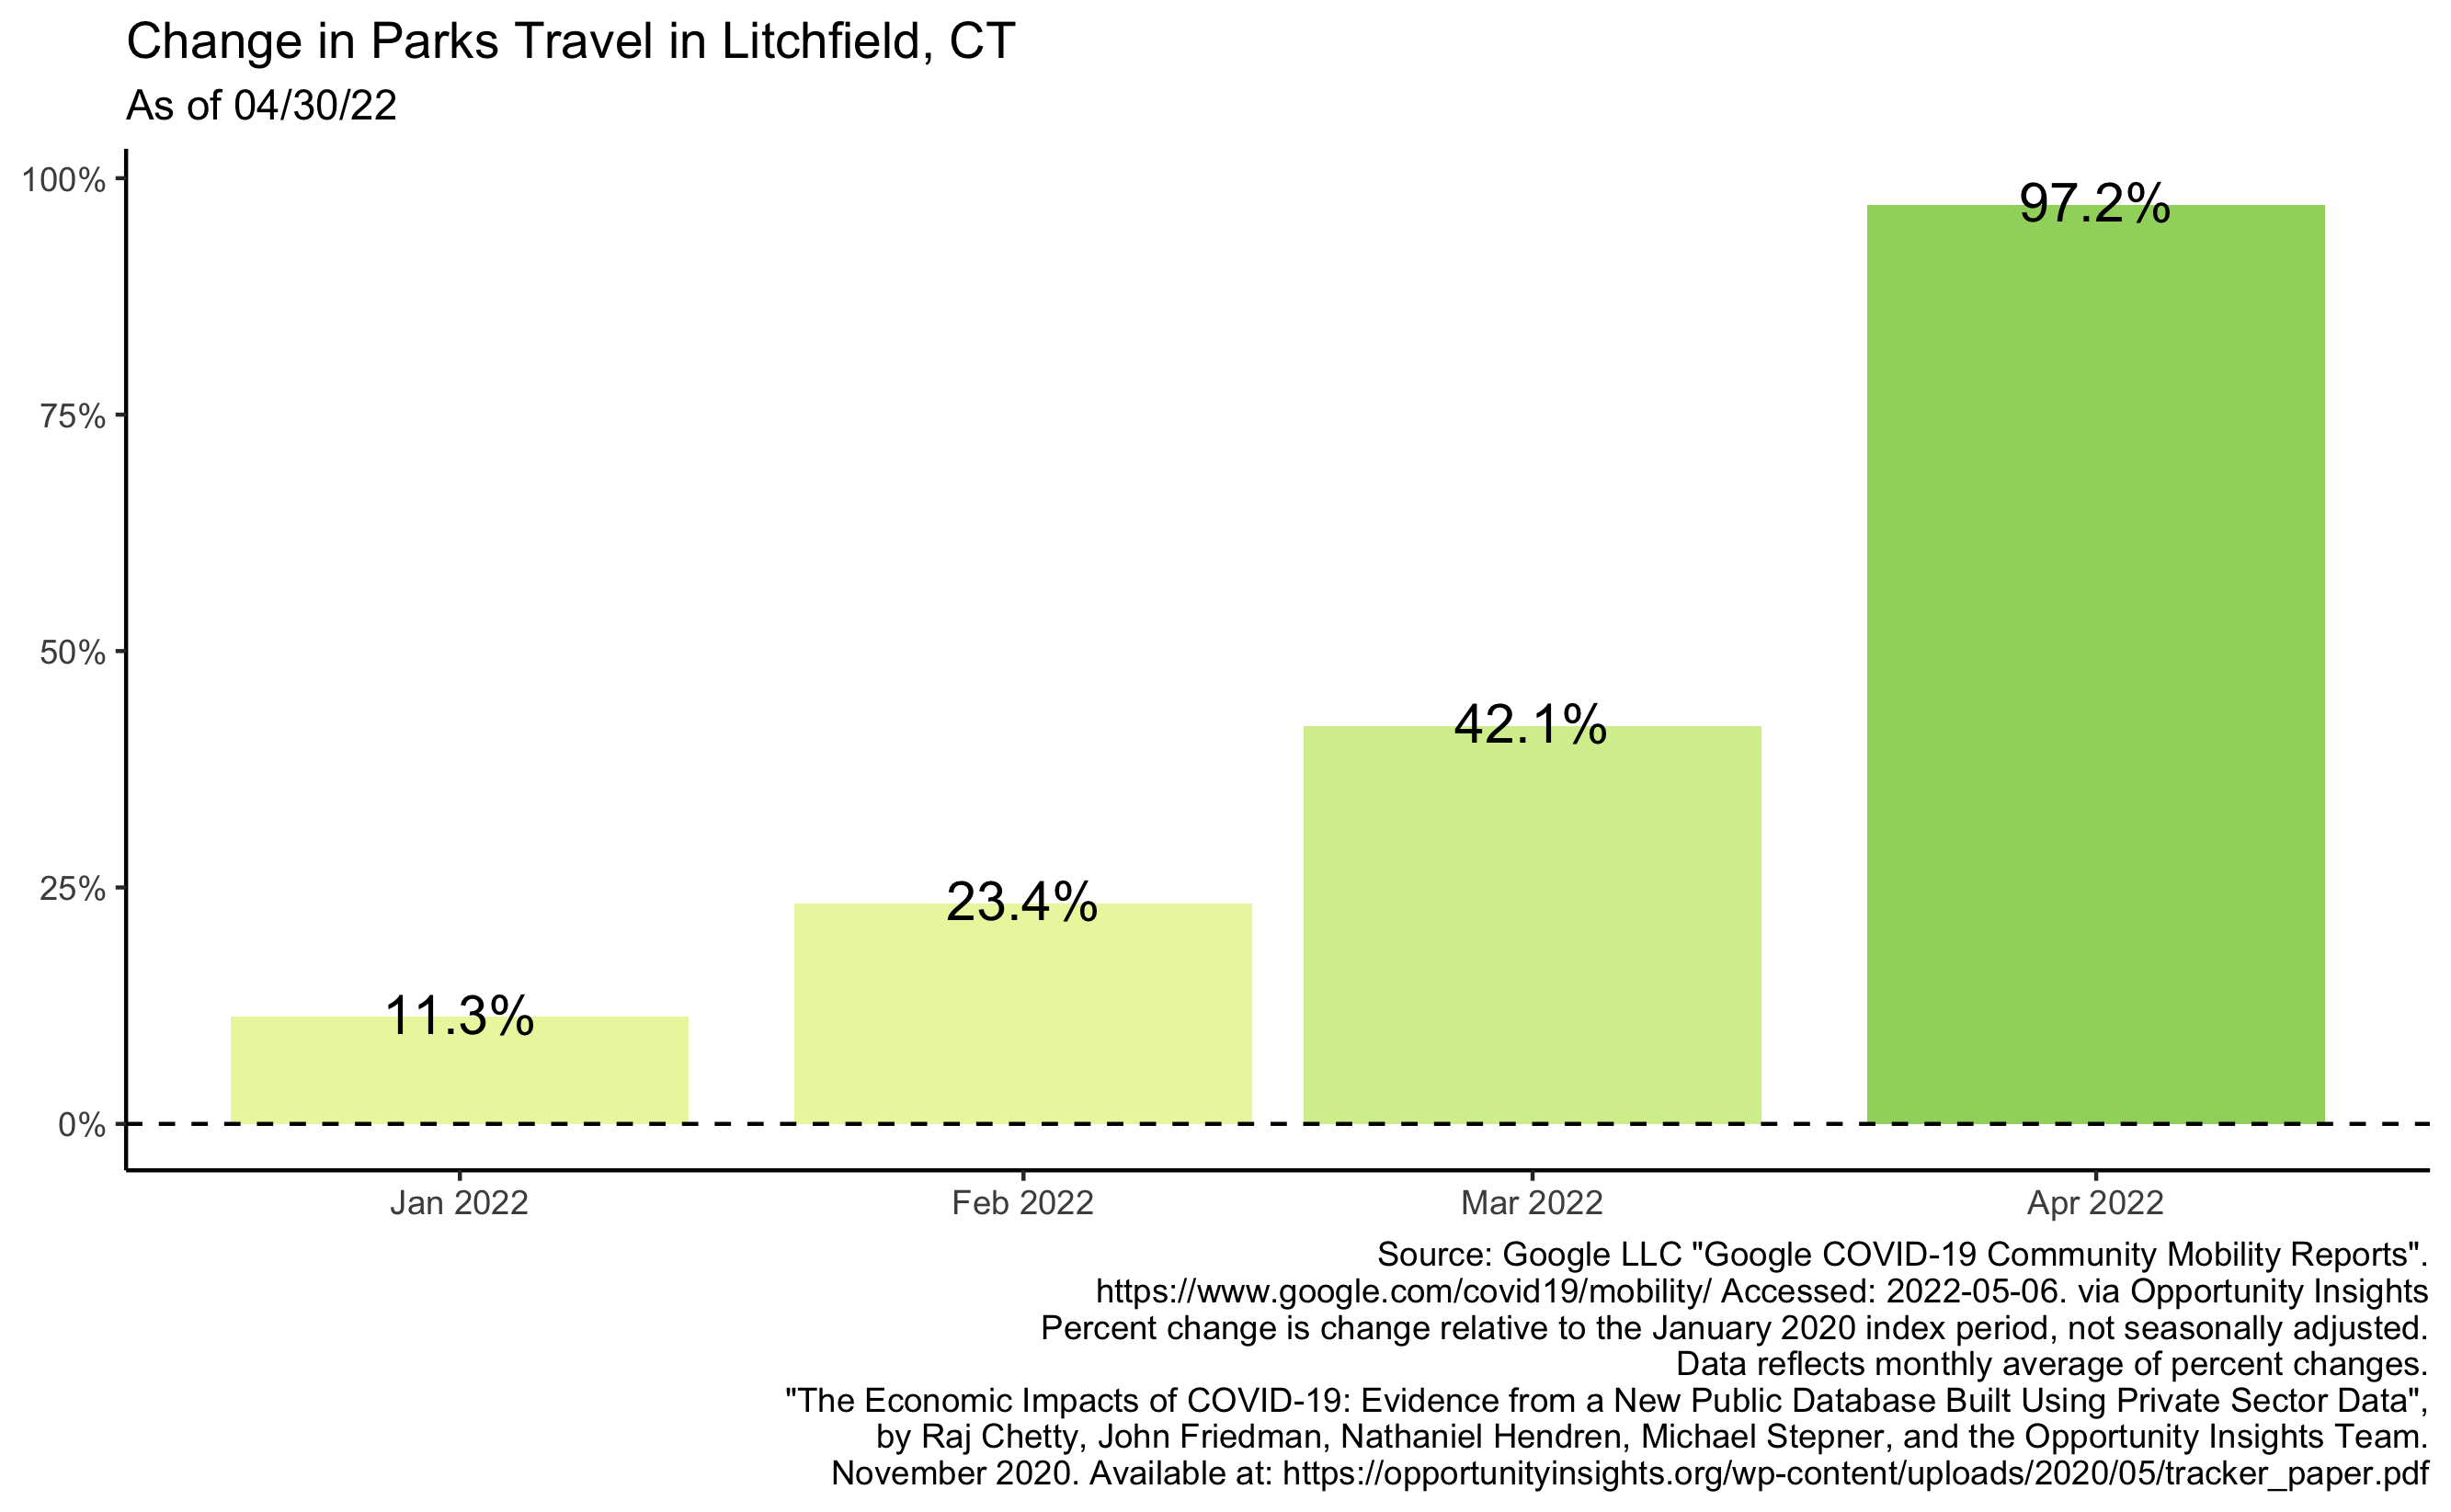 Change in Parks Travel in Litchfield, CT
As of 04/30/22
100%
75%
50%
25%
0%
97.2%
42.1%
23.4%
11.3%
Jan 2022
Feb 2022
Mar 2022
Apr 2022
Source: Google LLC "Google COVID-19 Community Mobility Reports".
https://www.google.com/covid19/mobility/ Accessed: 2022-05-06. via Opportunity Insights
Percent change is change relative to the January 2020 index period, not seasonally adjusted.
Data reflects monthly average of percent changes.
"The Economic Impacts of COVID-19: Evidence from a New Public Database Built Using Private Sector Data",
by Raj Chetty, John Friedman, Nathaniel Hendren, Michael Stepner, and the Opportunity Insights Team.
November 2020. Available at: https://opportunityinsights.org/wp-content/uploads/2020/05/tracker_paper.pdf